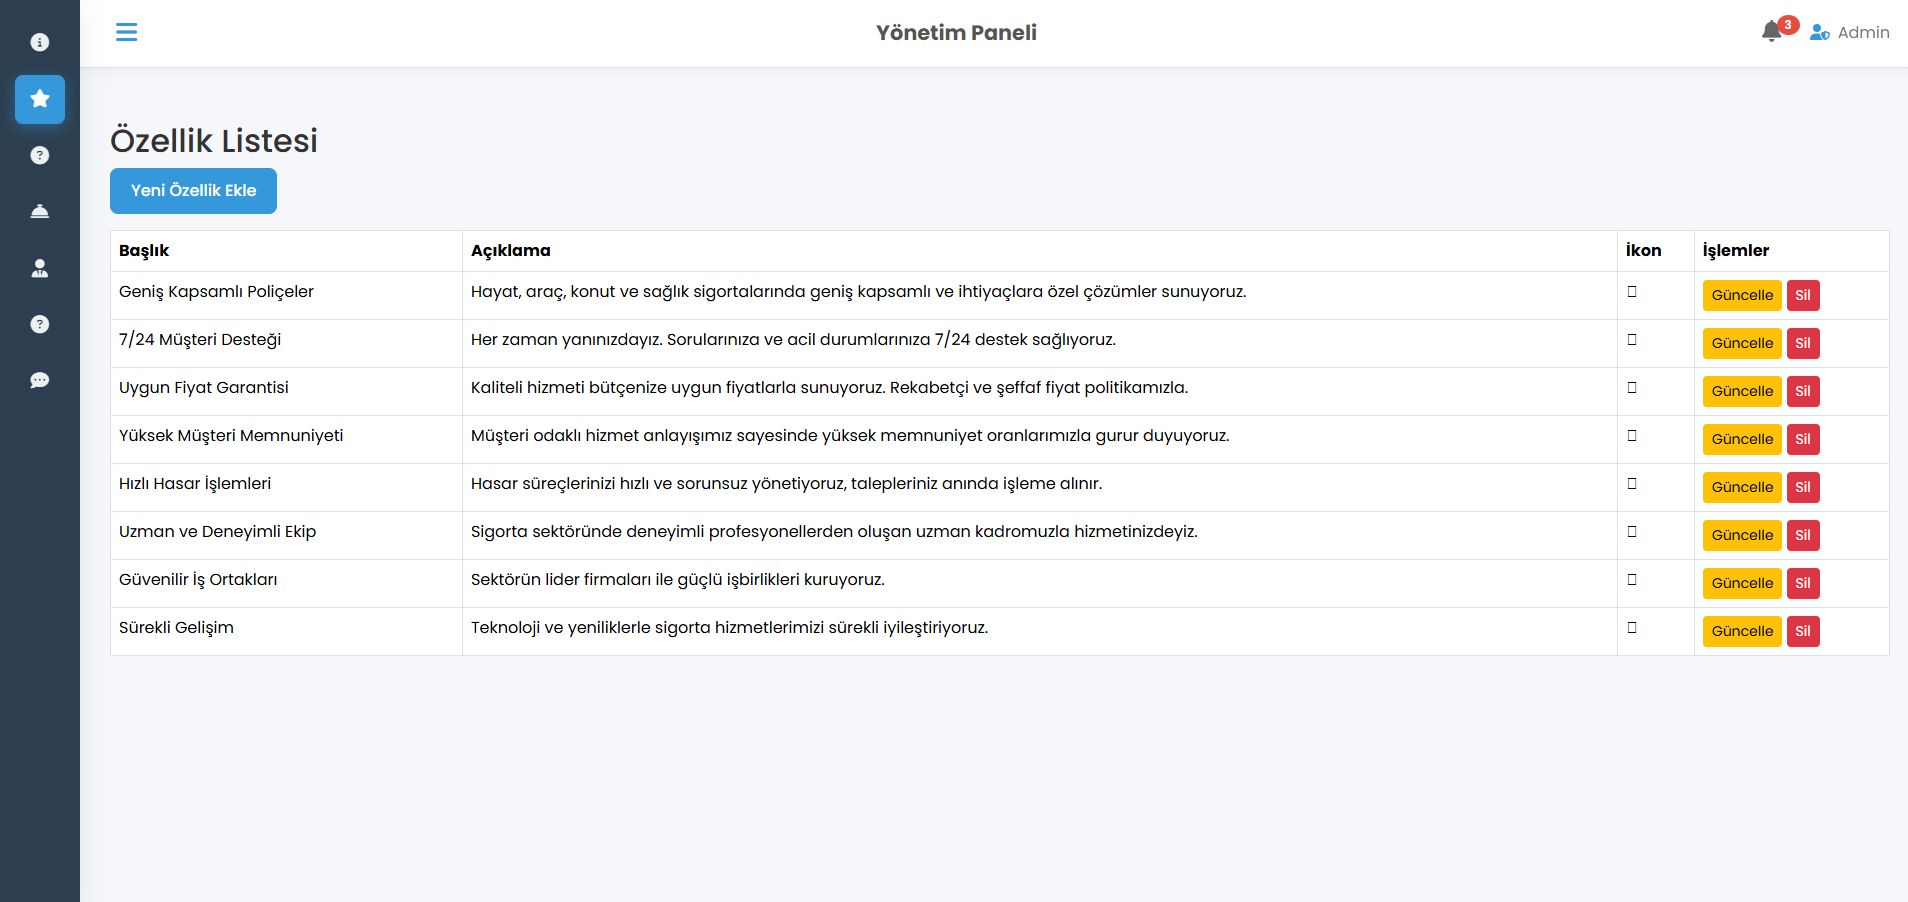 Yönetim Paneli
3
Admin
Özellik Listesi
Yeni Özellik Ekle
Başlık Açıklama İkon İşlemler
Geniş Kapsamlı Poliçeler Hayat, araç, konut ve sağlık sigortalarında geniş kapsamlı ve ihtiyaçlara özel çözümler sunuyoruz. Güncelle Sil
7/24 Müşteri Desteği Her zaman yanınızdayız. Sorularınıza ve acil durumlarınıza 7/24 destek sağlıyoruz. Güncelle Sil
Uygun Fiyat Garantisi Kaliteli hizmeti bütçenize uygun fiyatlarla sunuyoruz. Rekabetçi ve şeffaf fiyat politikamızla. Güncelle Sil
Yüksek Müşteri Memnuniyeti Müşteri odaklı hizmet anlayışımız sayesinde yüksek memnuniyet oranlarımızla gurur duyuyoruz. Güncelle Sil
Hızlı Hasar İşlemleri Hasar süreçlerinizi hızlı ve sorunsuz yönetiyoruz, talepleriniz anında işleme alınır. Güncelle Sil
Uzman ve Deneyimli Ekip Sigorta sektöründe deneyimli profesyonellerden oluşan uzman kadromuzla hizmetinizdeyiz. Güncelle Sil
Güvenilir İş Ortakları Sektörün lider firmaları ile güçlü işbirlikleri kuruyoruz. Güncelle Sil
Sürekli Gelişim Teknoloji ve yeniliklerle sigorta hizmetlerimizi sürekli iyileştiriyoruz. Güncelle Sil